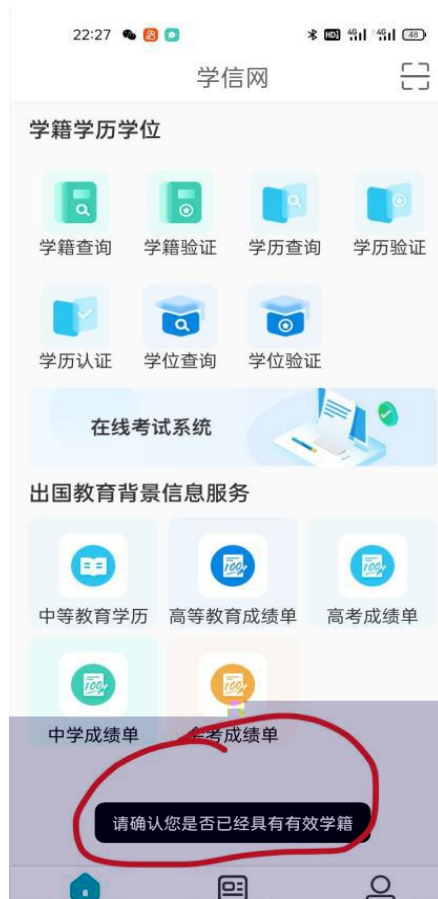 22:27
学信网
学籍学历学位
学籍查询 学籍验证 学历查询 学历验证
学历认证 学位查询 学位验证
在线考试系统
出国教育背景信息服务
中等教育学历 高等教育成绩单 高考成绩单
中学成绩单 会考成绩单
请确认您是否已经具有有效学籍